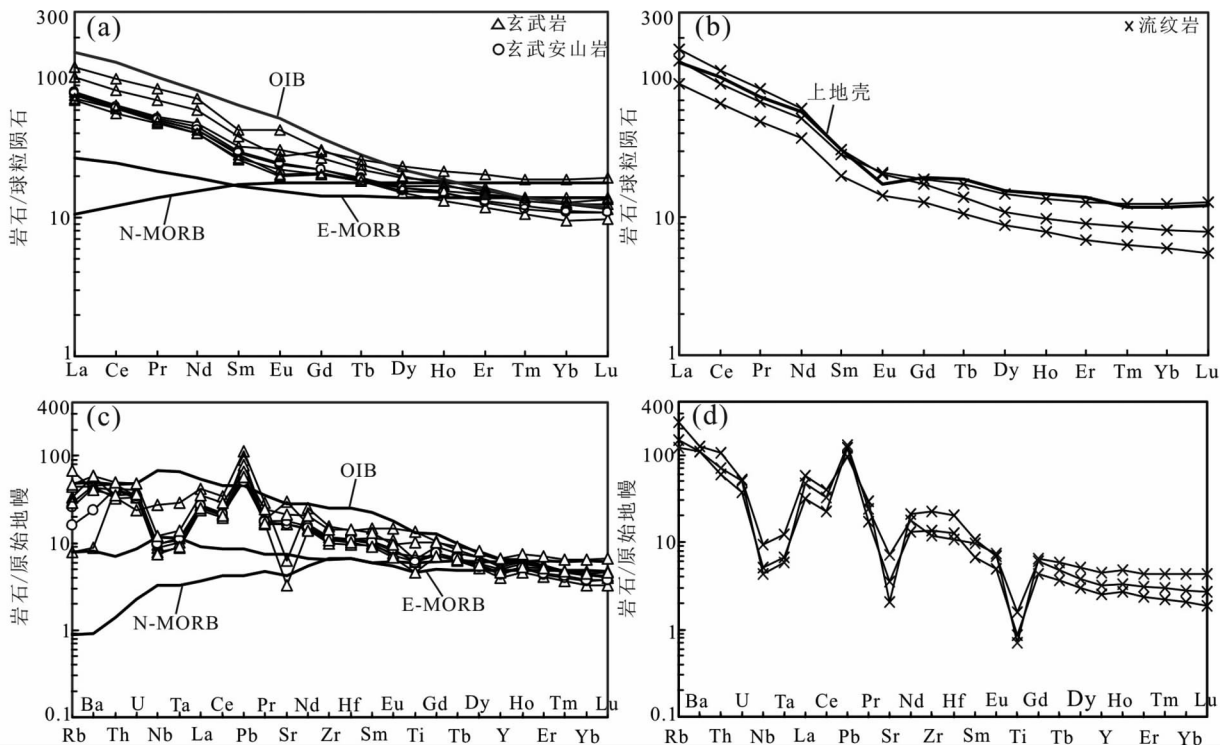 (a)
△玄武岩
○玄武安山岩
300
100
10
1
岩石/球粒陨石
OIB
N-MORB
E-MORB
La Ce Pr Nd Sm Eu Gd Tb Dy Ho Er Tm Yb Lu
(b)
×流纹岩
300
100
10
1
岩石/球粒陨石
上地壳
La Ce Pr Nd Sm Eu Gd Tb Dy Ho Er Tm Yb Lu
(c)
400
100
10
1
0.1
岩石/原始地幔
OIB
E-MORB
N-MORB
Ba U Ta Ce Pr Nd Hf Eu Gd Dy Ho Tm Lu
Rb Th Nb La Pb Sr Zr Sm Ti Tb Y Er Yb
(d)
400
100
10
1
0.1
岩石/原始地幔
Ba U Ta Ce Pr Nd Hf Eu Gd Dy Ho Tm Lu
Rb Th Nb La Pb Sr Zr Sm Ti Tb Y Er Yb